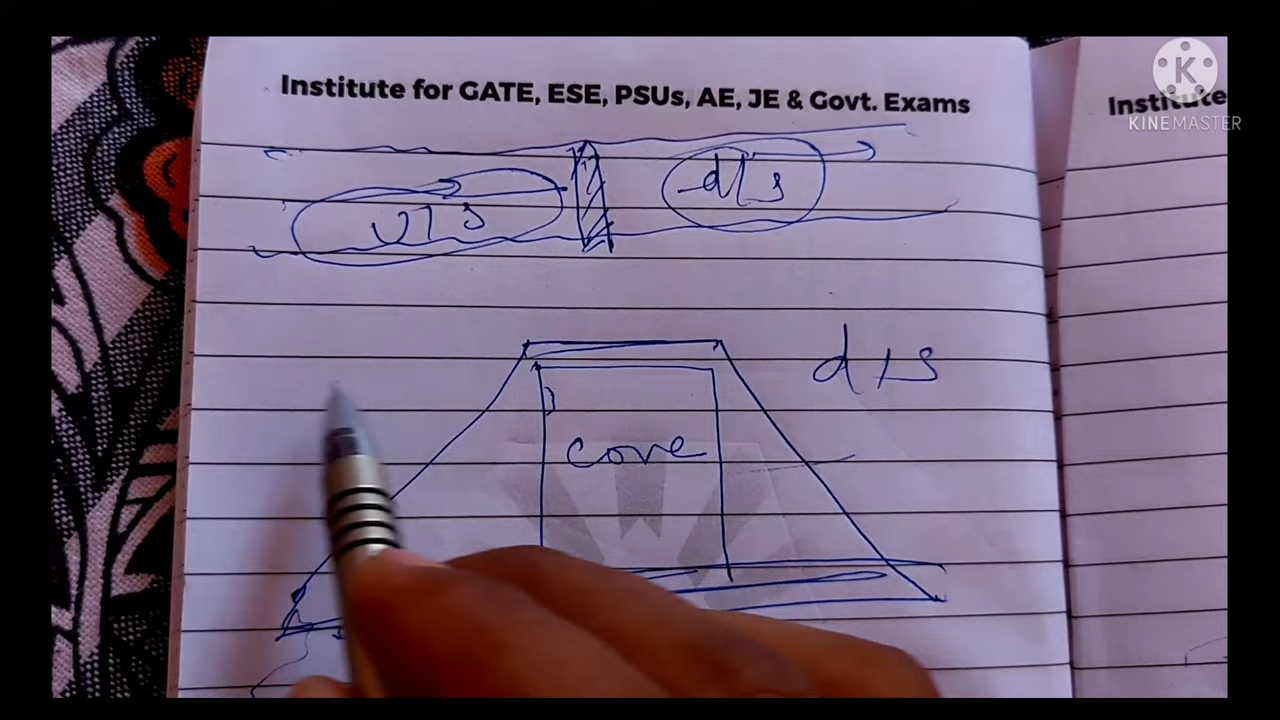 Institute for GATE, ESE, PSUs, AE, JE & Govt. Exams
Institute
KINEMASTER
u/s
d/s
d/s
core